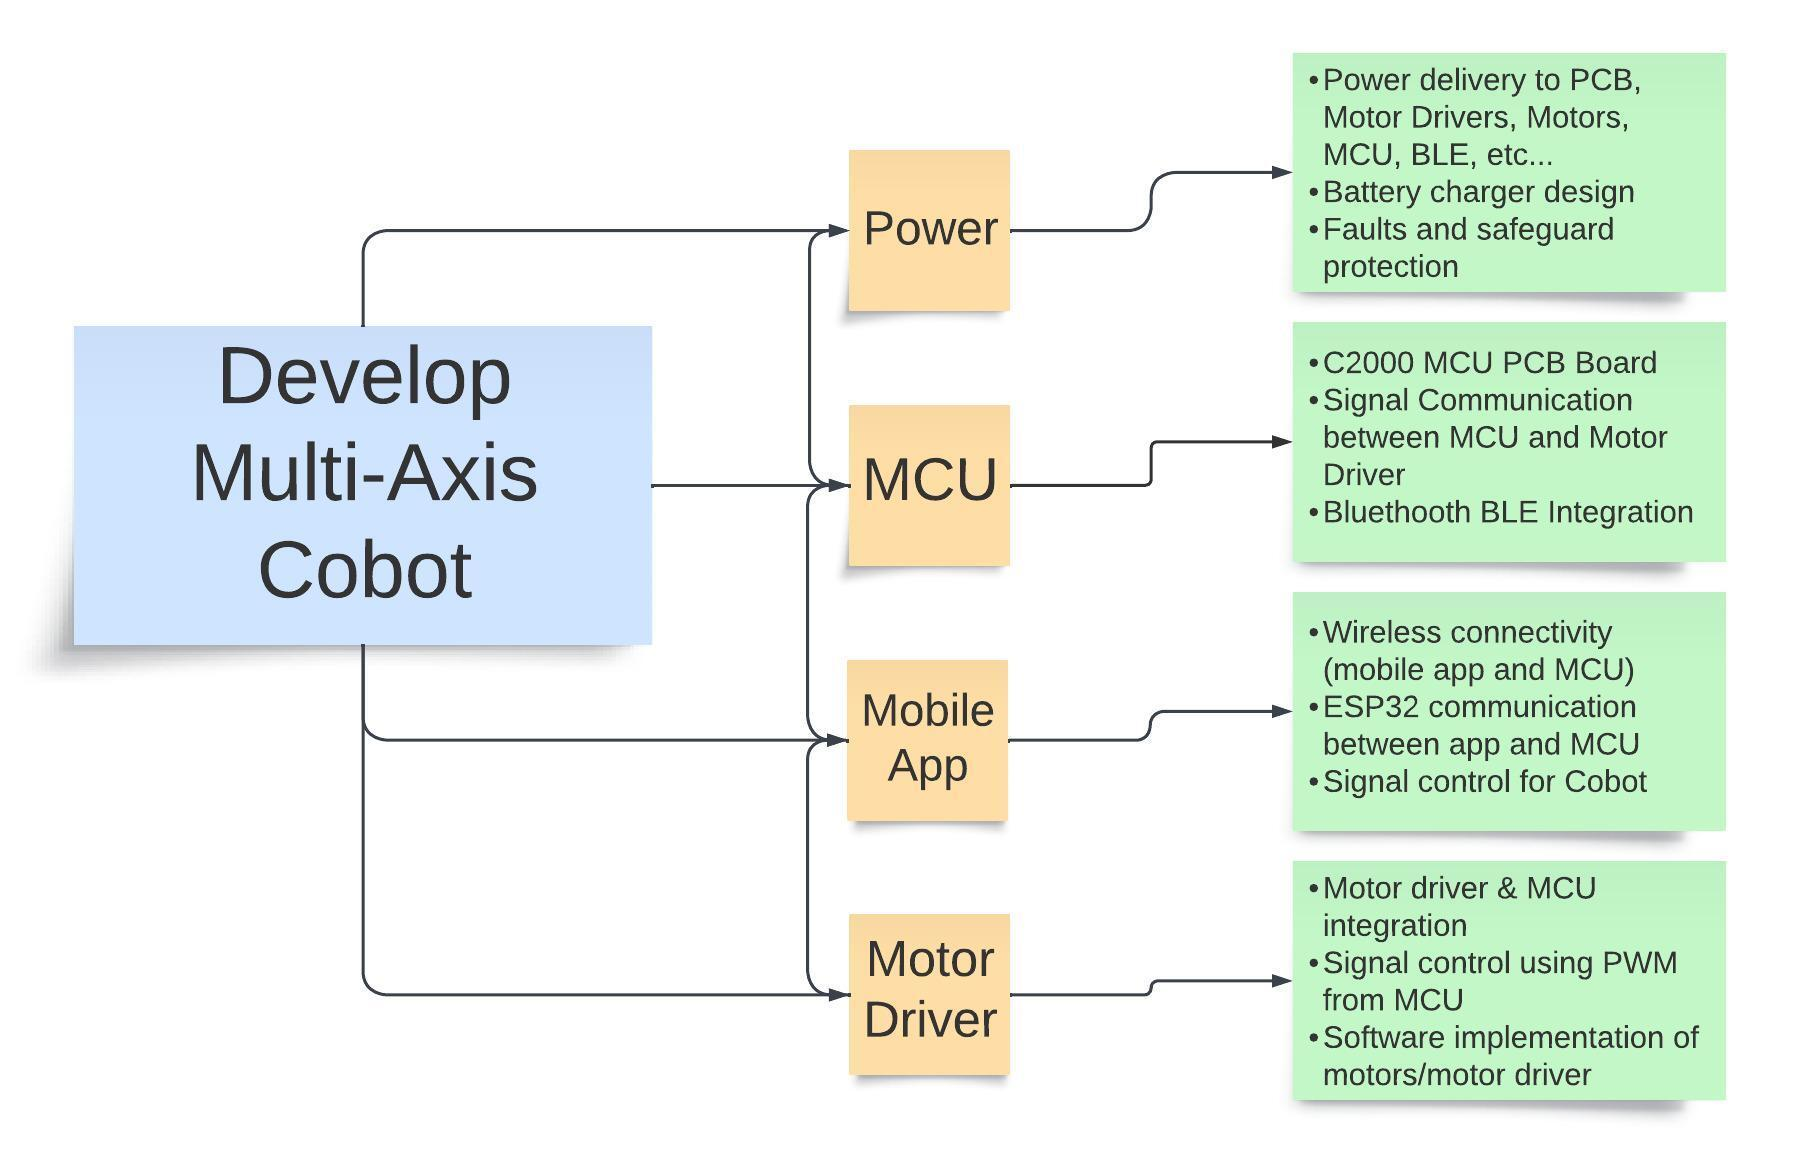 Develop
Multi-Axis
Cobot
Power
•Power delivery to PCB,
Motor Drivers, Motors,
MCU, BLE, etc...
•Battery charger design
•Faults and safeguard
protection
MCU
•C2000 MCU PCB Board
•Signal Communication
between MCU and Motor
Driver
•Bluethooth BLE Integration
Mobile
App
•Wireless connectivity
(mobile app and MCU)
•ESP32 communication
between app and MCU
•Signal control for Cobot
Motor
Driver
•Motor driver & MCU
integration
•Signal control using PWM
from MCU
•Software implementation of
motors/motor driver